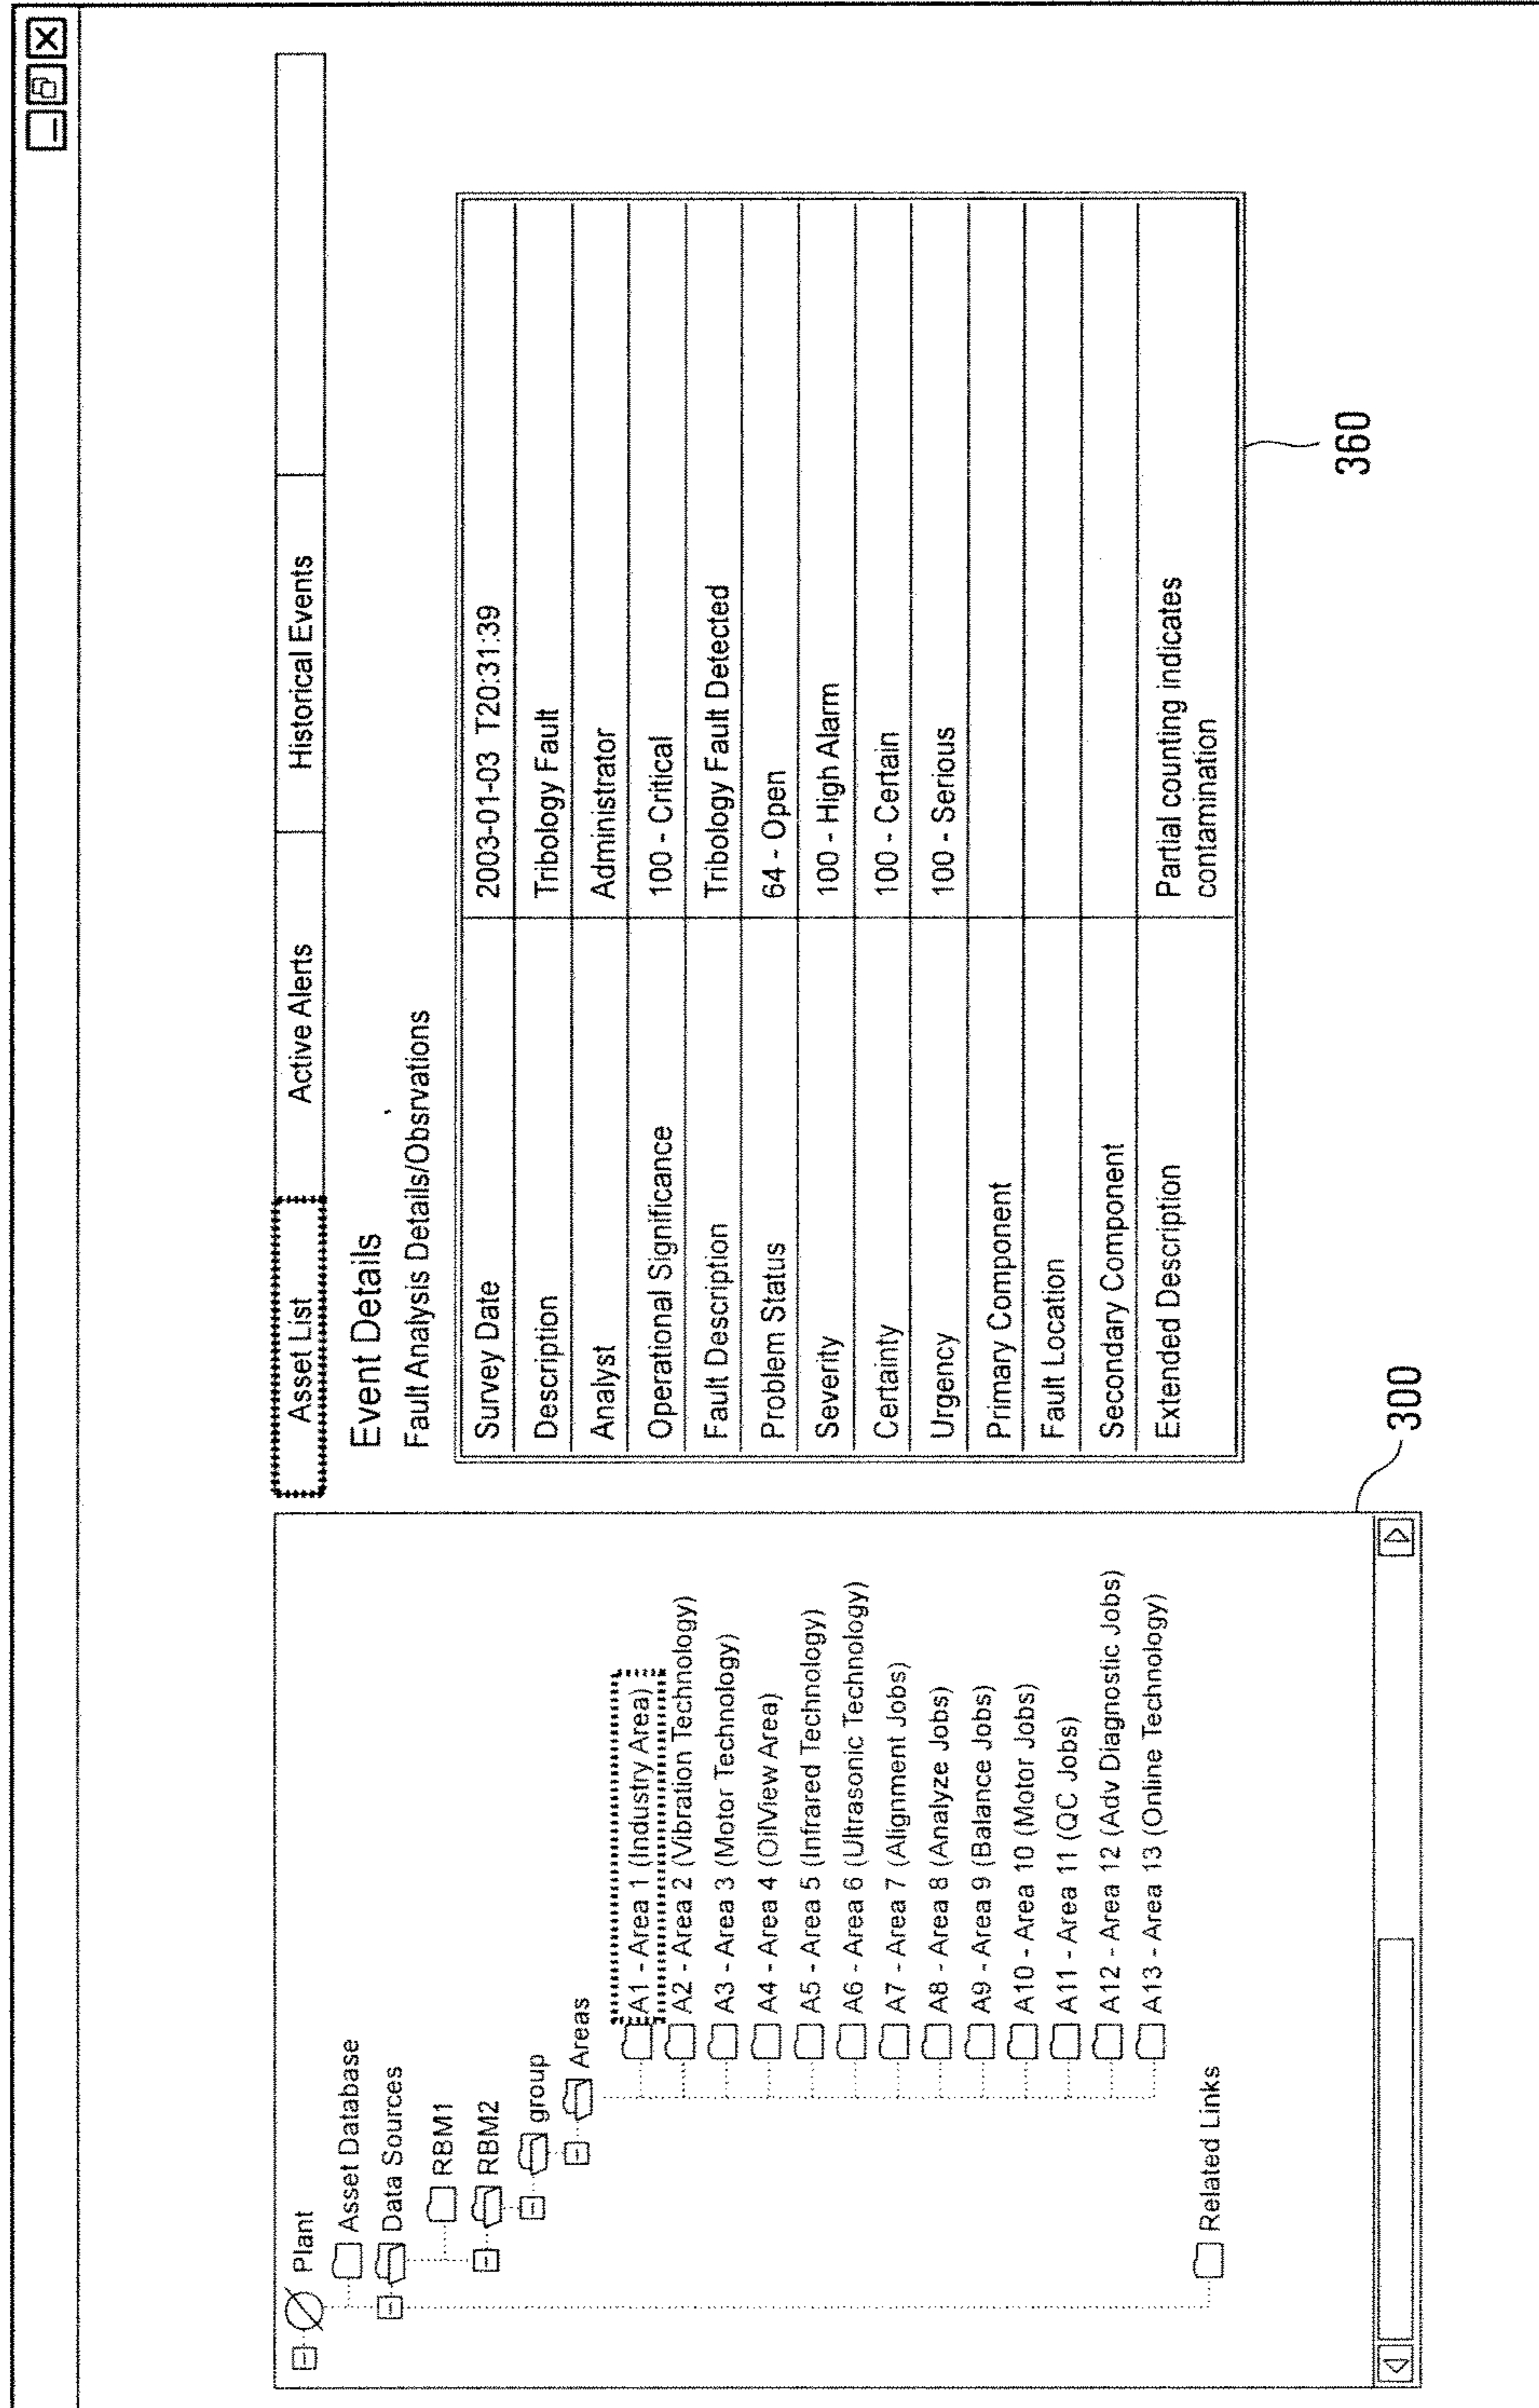 Asset List Active Alerts Historical Events
Plant
Asset Database
Data Sources
RBM1
RBM2
group
Areas
A1 - Area 1 (Industry Area)
A2 - Area 2 (Vibration Technology)
A3 - Area 3 (Motor Technology)
A4 - Area 4 (OilView Area)
A5 - Area 5 (Infrared Technology)
A6 - Area 6 (Ultrasonic Technology)
A7 - Area 7 (Alignment Jobs)
A8 - Area 8 (Analyze Jobs)
A9 - Area 9 (Balance Jobs)
A10 - Area 10 (Motor Jobs)
A11 - Area 11 (QC Jobs)
A12 - Area 12 (Adv Diagnostic Jobs)
A13 - Area 13 (Online Technology)
Related Links
300
Event Details
Fault Analysis Details/Obsrvations
Survey Date 2003-01-03 T20:31:39
Description Tribology Fault
Analyst Administrator
Operational Significance 100 - Critical
Fault Description Tribology Fault Detected
Problem Status 64 - Open
Severity 100 - High Alarm
Certainty 100 - Certain
Urgency 100 - Serious
Primary Component
Fault Location
Secondary Component
Extended Description Partial counting indicates
contamination
360